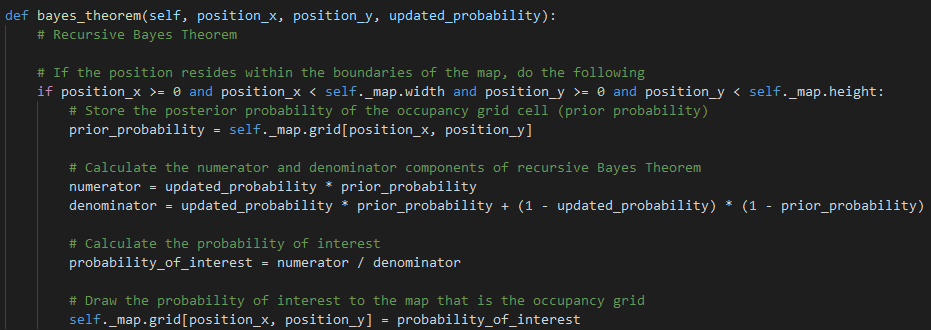 def bayes_theorem(self, position_x, position_y, updated_probability):
# Recursive Bayes Theorem
# If the position resides within the boundaries of the map, do the following
if position_x >= 0 and position_x < self._map.width and position_y >= 0 and position_y < self._map.height:
# Store the posterior probability of the occupancy grid cell (prior probability)
prior_probability = self._map.grid[position_x, position_y]
# Calculate the numerator and denominator components of recursive Bayes Theorem
numerator = updated_probability * prior_probability
denominator = updated_probability * prior_probability + (1 - updated_probability) * (1 - prior_probability)
# Calculate the probability of interest
probability_of_interest = numerator / denominator
# Draw the probability of interest to the map that is the occupancy grid
self._map.grid[position_x, position_y] = probability_of_interest